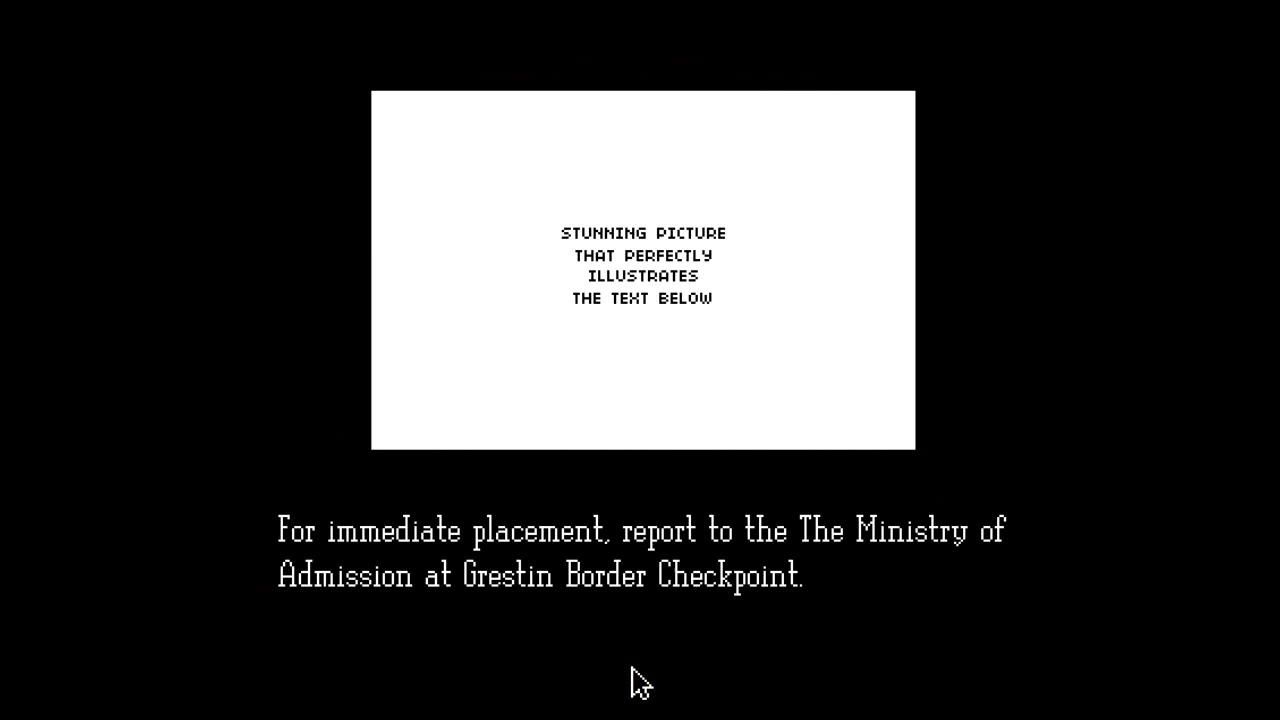 STUNNING PICTURE
THAT PERFECTLY
ILLUSTRATES
THE TEXT BELOW
For immediate placement, report to the The Ministry of
Admission at Grestin Border Checkpoint.